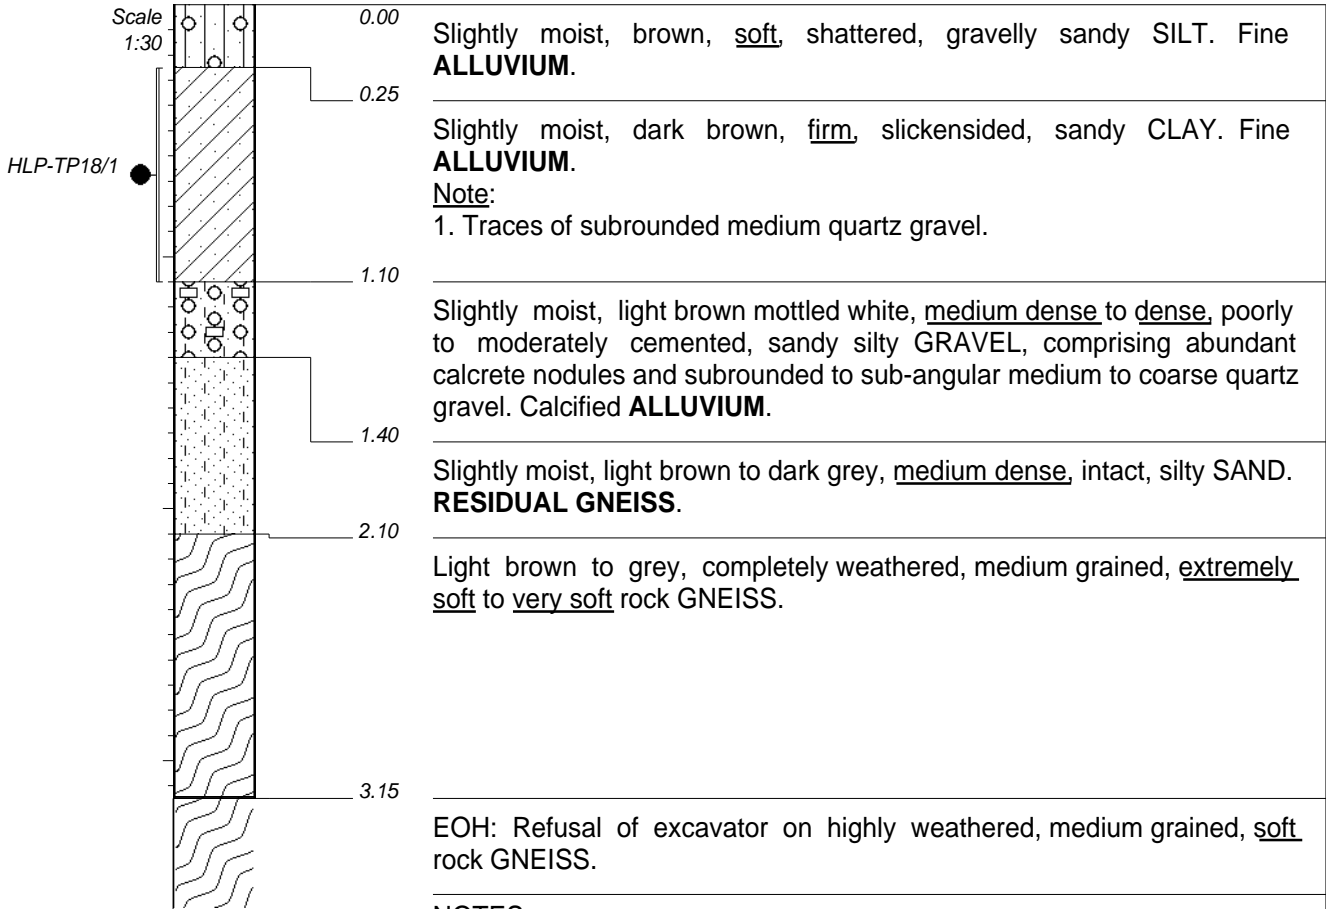 Scale
1:30
0.00
Slightly moist, brown, soft, shattered, gravelly sandy SILT. Fine
ALLUVIUM.
0.25
Slightly moist, dark brown, firm, slickensided, sandy CLAY. Fine
ALLUVIUM.
Note:
1. Traces of subrounded medium quartz gravel.
HLP-TP18/1
1.10
Slightly moist, light brown mottled white, medium dense to dense, poorly
to moderately cemented, sandy silty GRAVEL, comprising abundant
calcrete nodules and subrounded to sub-angular medium to coarse quartz
gravel. Calcified ALLUVIUM.
1.40
Slightly moist, light brown to dark grey, medium dense, intact, silty SAND.
RESIDUAL GNEISS.
2.10
Light brown to grey, completely weathered, medium grained, extremely
soft to very soft rock GNEISS.
3.15
EOH: Refusal of excavator on highly weathered, medium grained, soft
rock GNEISS.
NOTES